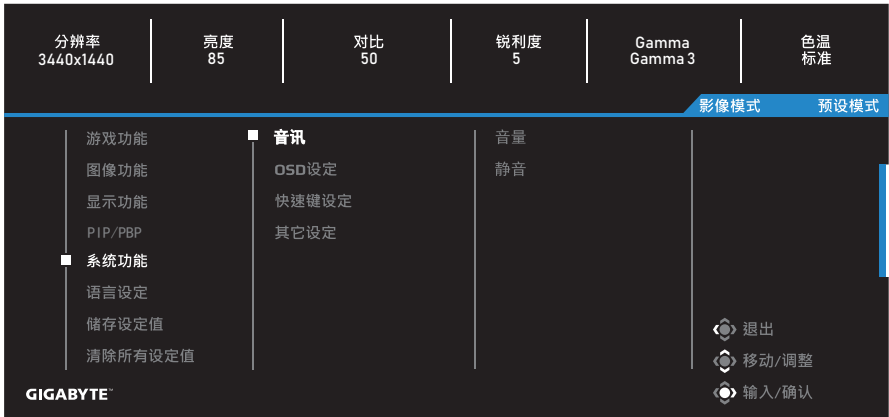 分辨率 亮度 对比 锐利度 Gamma 色温
3440x1440 85 50 5 Gamma 3 标准
影像模式 预设模式
游戏功能 音讯 音量
图像功能 OSD设定 静音
显示功能 快速键设定
PIP/PBP 其它设定
系统功能
语言设定
储存设定值
清除所有设定值
退出
移动/调整
输入/确认
GIGABYTE™